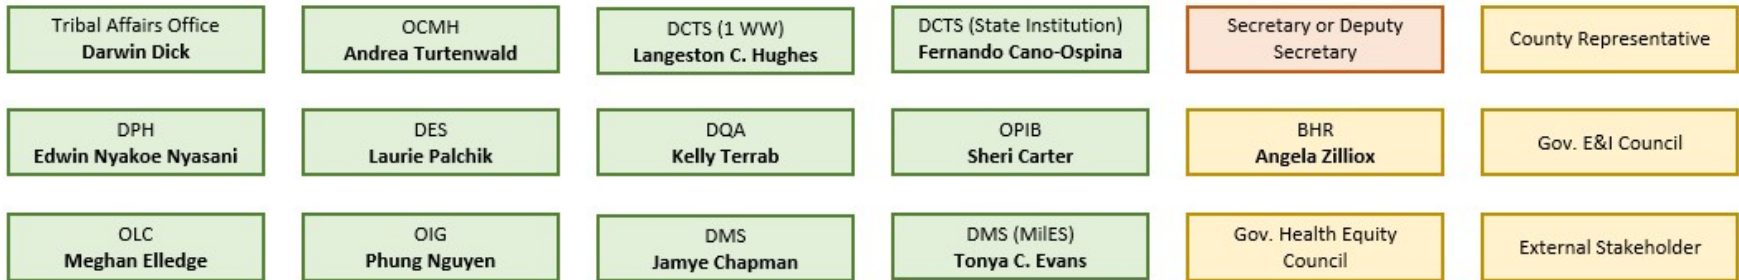 Tribal Affairs Office
Darwin Dick
OCMH
Andrea Turtenwald
DCTS (1 WW)
Langeston C. Hughes
DCTS (State Institution)
Fernando Cano-Ospina
Secretary or Deputy
Secretary
County Representative
DPH
Edwin Nyakoe Nyasani
DES
Laurie Palchik
DQA
Kelly Terrab
OPIB
Sheri Carter
BHR
Angela Zilliox
Gov. E&I Council
OLC
Meghan Elledge
OIG
Phung Nguyen
DMS
Jamye Chapman
DMS (MilES)
Tonya C. Evans
Gov. Health Equity
Council
External Stakeholder